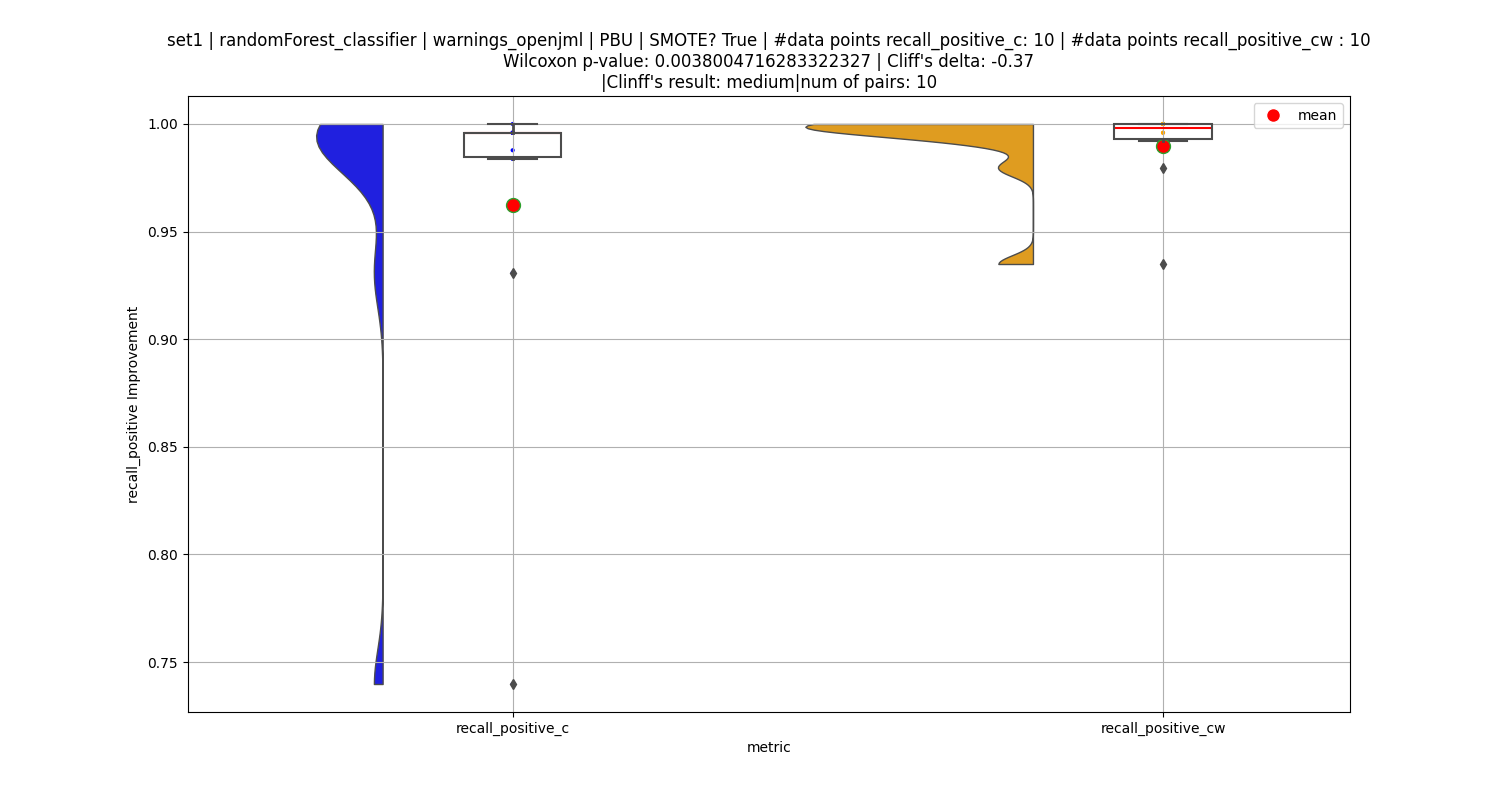 set1 | randomForest_classifier | warnings_openjml | PBU | SMOTE? True | #data points recall_positive_c: 10 | #data points recall_positive_cw : 10
Wilcoxon p-value: 0.0038004716283322327 | Cliff's delta: -0.37
|Clinff's result: medium|num of pairs: 10
mean
1.00
0.95
0.90
0.85
0.80
0.75
recall_positive Improvement
recall_positive_c
recall_positive_cw
metric